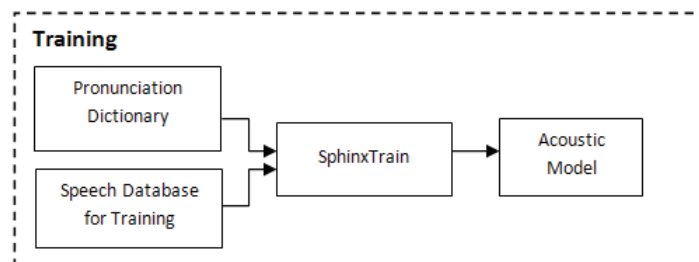 Training
Pronunciation
Dictionary
Speech Database
for Training
SphinxTrain
Acoustic
Model